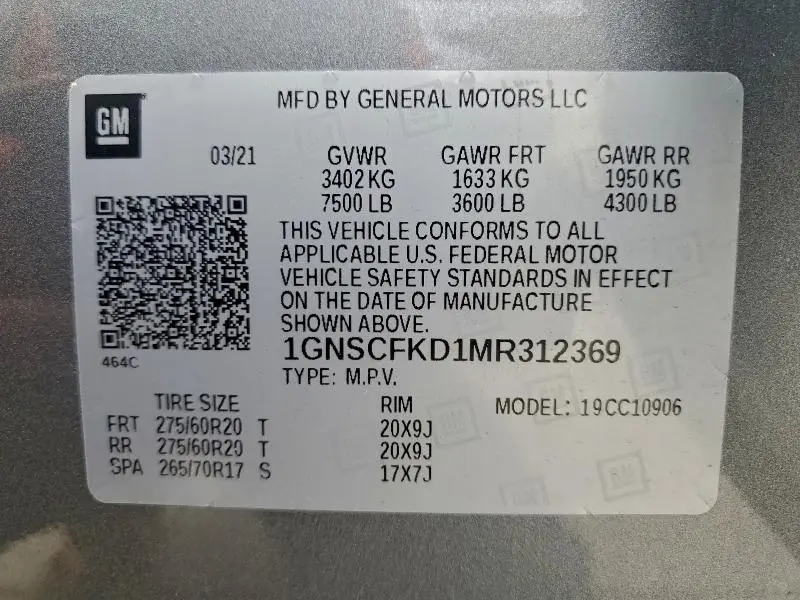 GM
MFD BY GENERAL MOTORS LLC
03/21 GVWR GAWR FRT GAWR RR
3402 KG 1633 KG 1950 KG
7500 LB 3600 LB 4300 LB
THIS VEHICLE CONFORMS TO ALL
APPLICABLE U.S. FEDERAL MOTOR
VEHICLE SAFETY STANDARDS IN EFFECT
ON THE DATE OF MANUFACTURE
SHOWN ABOVE.
464C
1GNSCFKD1MR312369
TYPE: M.P.V.
TIRE SIZE RIM MODEL: 19CC10906
FRT 275/60R20 T 20X9J
RR 275/60R20 T 20X9J
SPA 265/70R17 S 17X7J